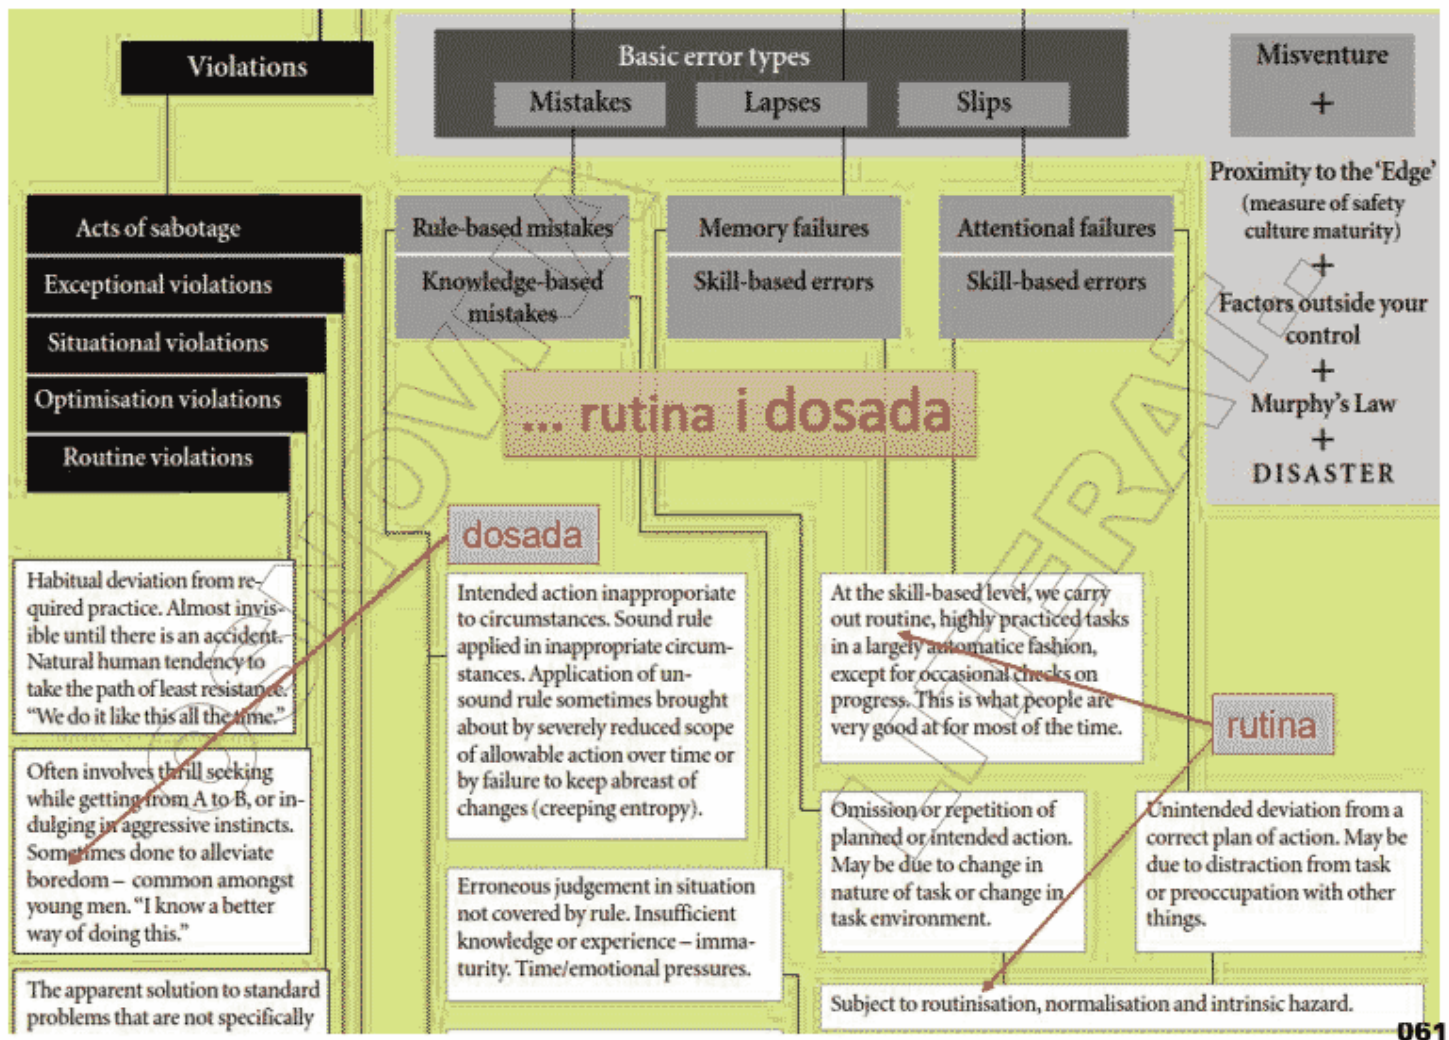 Violations
Basic error types
Mistakes
Lapses
Slips
Misventure
+
Proximity to the 'Edge'
(measure of safety
culture maturity)
+
Factors outside your
control
+
Murphy's Law
+
DISASTER
Acts of sabotage
Exceptional violations
Situational violations
Optimisation violations
Routine violations
Rule-based mistakes
Knowledge-based
mistakes
Memory failures
Skill-based errors
Attentional failures
Skill-based errors
... rutina i dosada
dosada
rutina
Habitual deviation from re-
quired practice. Almost invis-
ible until there is an accident.
Natural human tendency to
take the path of least resistance.
“We do it like this all the time.”
Often involves thrill seeking
while getting from A to B, or in-
dulging in aggressive instincts.
Sometimes done to alleviate
boredom – common amongst
young men. “I know a better
way of doing this.”
The apparent solution to standard
problems that are not specifically
Intended action inapproporiate
to circumstances. Sound rule
applied in inappropriate circum-
stances. Application of un-
sound rule sometimes brought
about by severely reduced scope
of allowable action over time or
by failure to keep abreast of
changes (creeping entropy).
Erroneous judgement in situation
not covered by rule. Insufficient
knowledge or experience – imma-
turity. Time/emotional pressures.
At the skill-based level, we carry
out routine, highly practiced tasks
in a largely automatice fashion,
except for occasional checks on
progress. This is what people are
very good at for most of the time.
Omission or repetition of
planned or intended action.
May be due to change in
nature of task or change in
task environment.
Unintended deviation from a
correct plan of action. May be
due to distraction from task
or preoccupation with other
things.
Subject to routinisation, normalisation and intrinsic hazard.
061